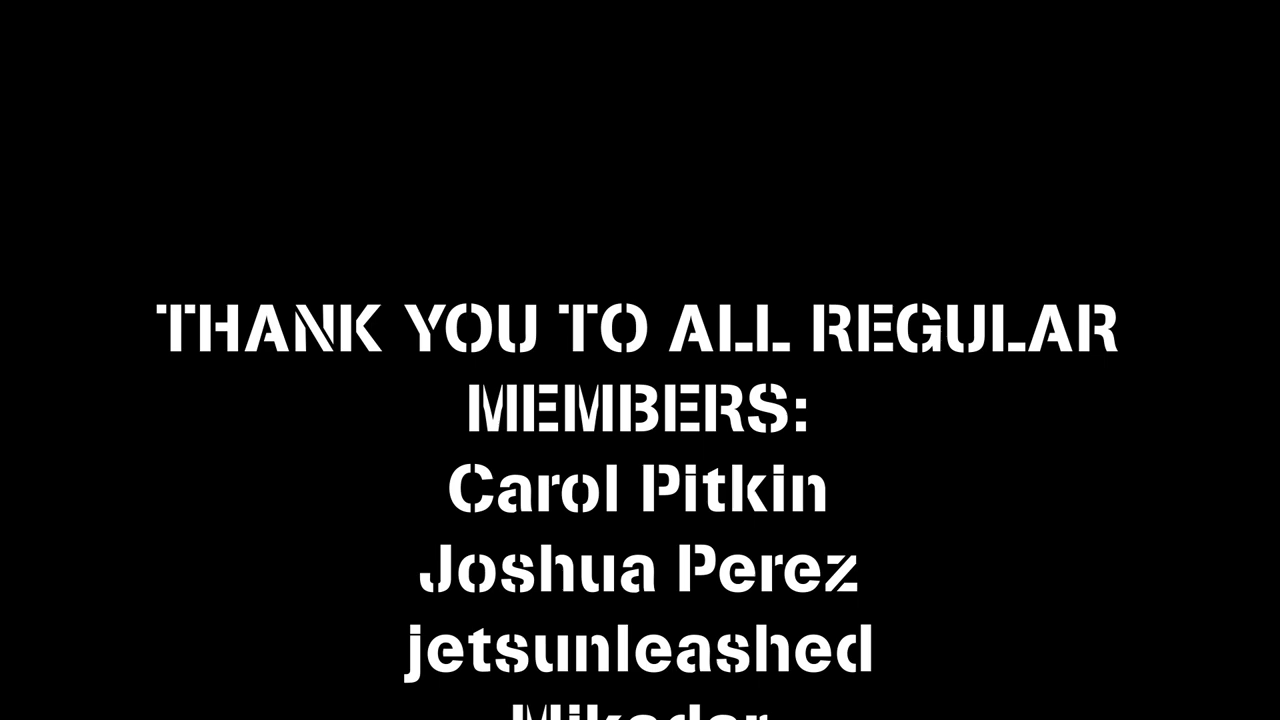 THANK YOU TO ALL REGULAR
MEMBERS:
Carol Pitkin
Joshua Perez
jetsunleashed